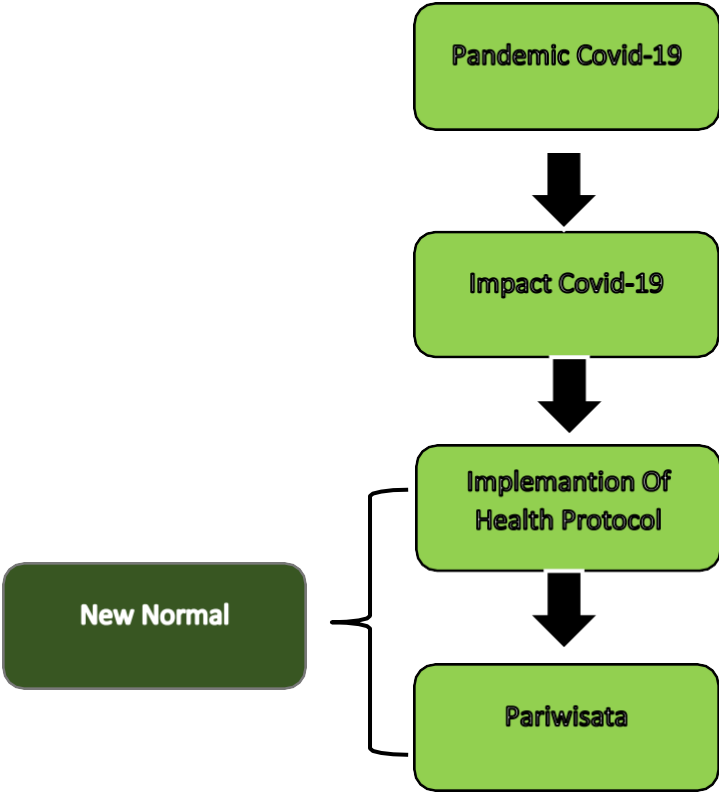 Pandemic Covid-19
Impact Covid-19
Implemantion Of
Health Protocol
New Normal
Pariwisata